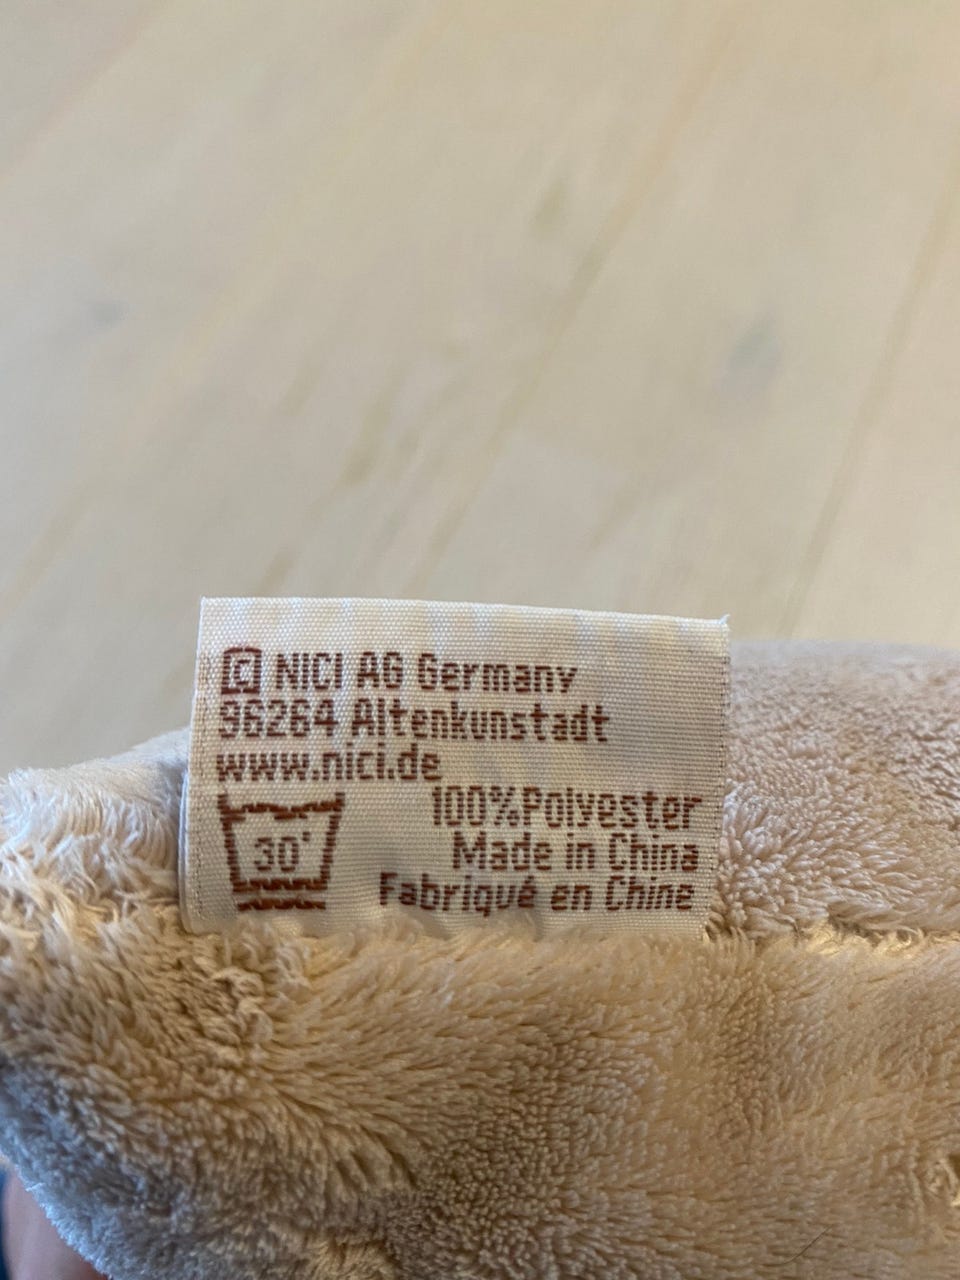 © NICI AG Germany
96264 Altenkunstadt
www.nici.de
30°
100%Polyester
Made in China
Fabriqué en Chine